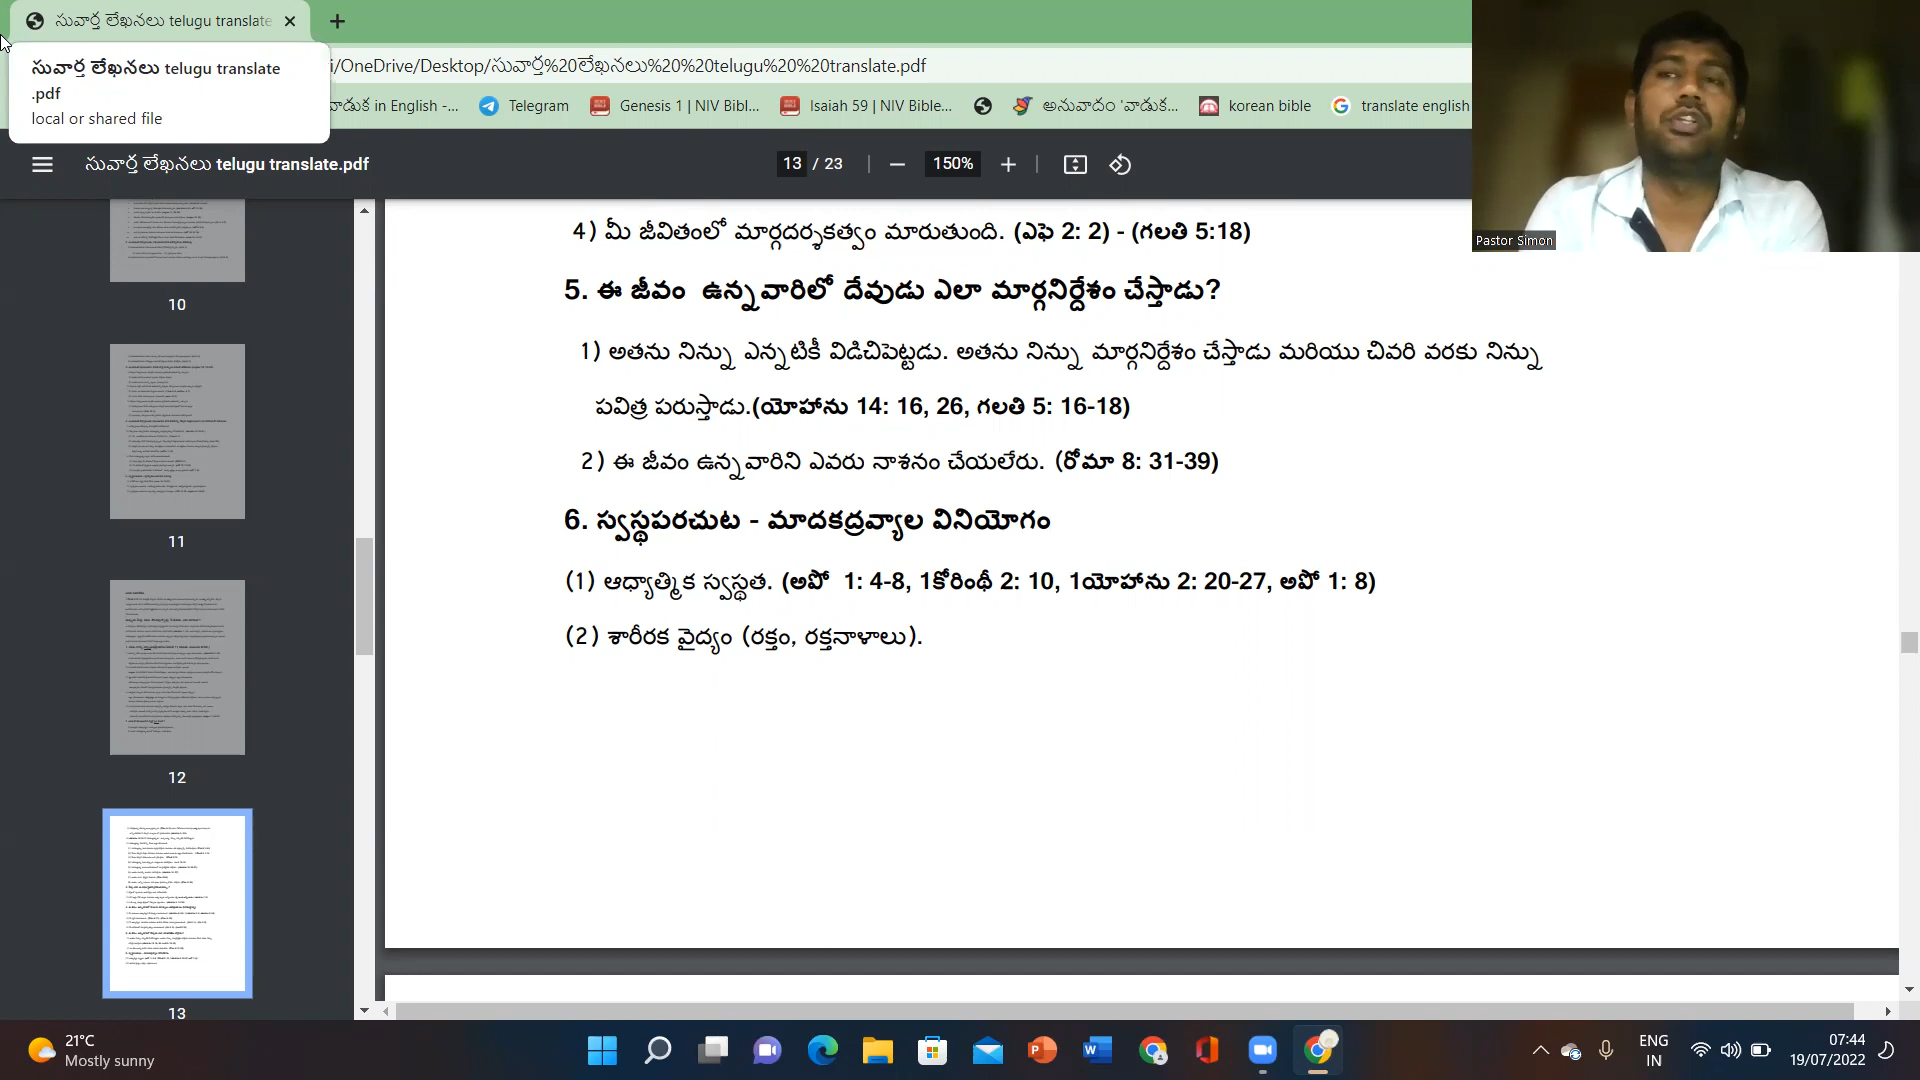 సువార్త లేఖనలు telugu translate
సువార్త లేఖనలు telugu translate
.pdf
local or shared file
i/OneDrive/Desktop/సువార్త%20లేఖనలు%20%20telugu%20%20translate.pdf
వాడుక in English -...
Telegram
Genesis 1 | NIV Bibl...
Isaiah 59 | NIV Bible...
అనువాదం 'వాడుక...
korean bible
translate english
సువార్త లేఖనలు telugu translate.pdf
13 / 23
150%
Pastor Simon
10
11
12
13
4) మీ జీవితంలో మార్గదర్శకత్వం మారుతుంది. (ఎఫె 2: 2) - (గలతి 5:18)
5. ఈ జీవం ఉన్నవారిలో దేవుడు ఎలా మార్గనిర్దేశం చేస్తాడు?
1) అతను నిన్ను ఎన్నటికీ విడిచిపెట్టడు. అతను నిన్ను మార్గనిర్దేశం చేస్తాడు మరియు చివరి వరకు నిన్ను
పవిత్ర పరుస్తాడు.(యోహాను 14: 16, 26, గలతి 5: 16-18)
2) ఈ జీవం ఉన్నవారిని ఎవరు నాశనం చేయలేరు. (రోమా 8: 31-39)
6. స్వస్థపరచుట - మాదకద్రవ్యాల వినియోగం
(1) ఆధ్యాత్మిక స్వస్థత. (అపో 1: 4-8, 1కోరింథీ 2: 10, 1యోహాను 2: 20-27, అపో 1: 8)
(2) శారీరక వైద్యం (రక్తం, రక్తనాళాలు).
21°C
Mostly sunny
ENG
IN
07:44
19/07/2022